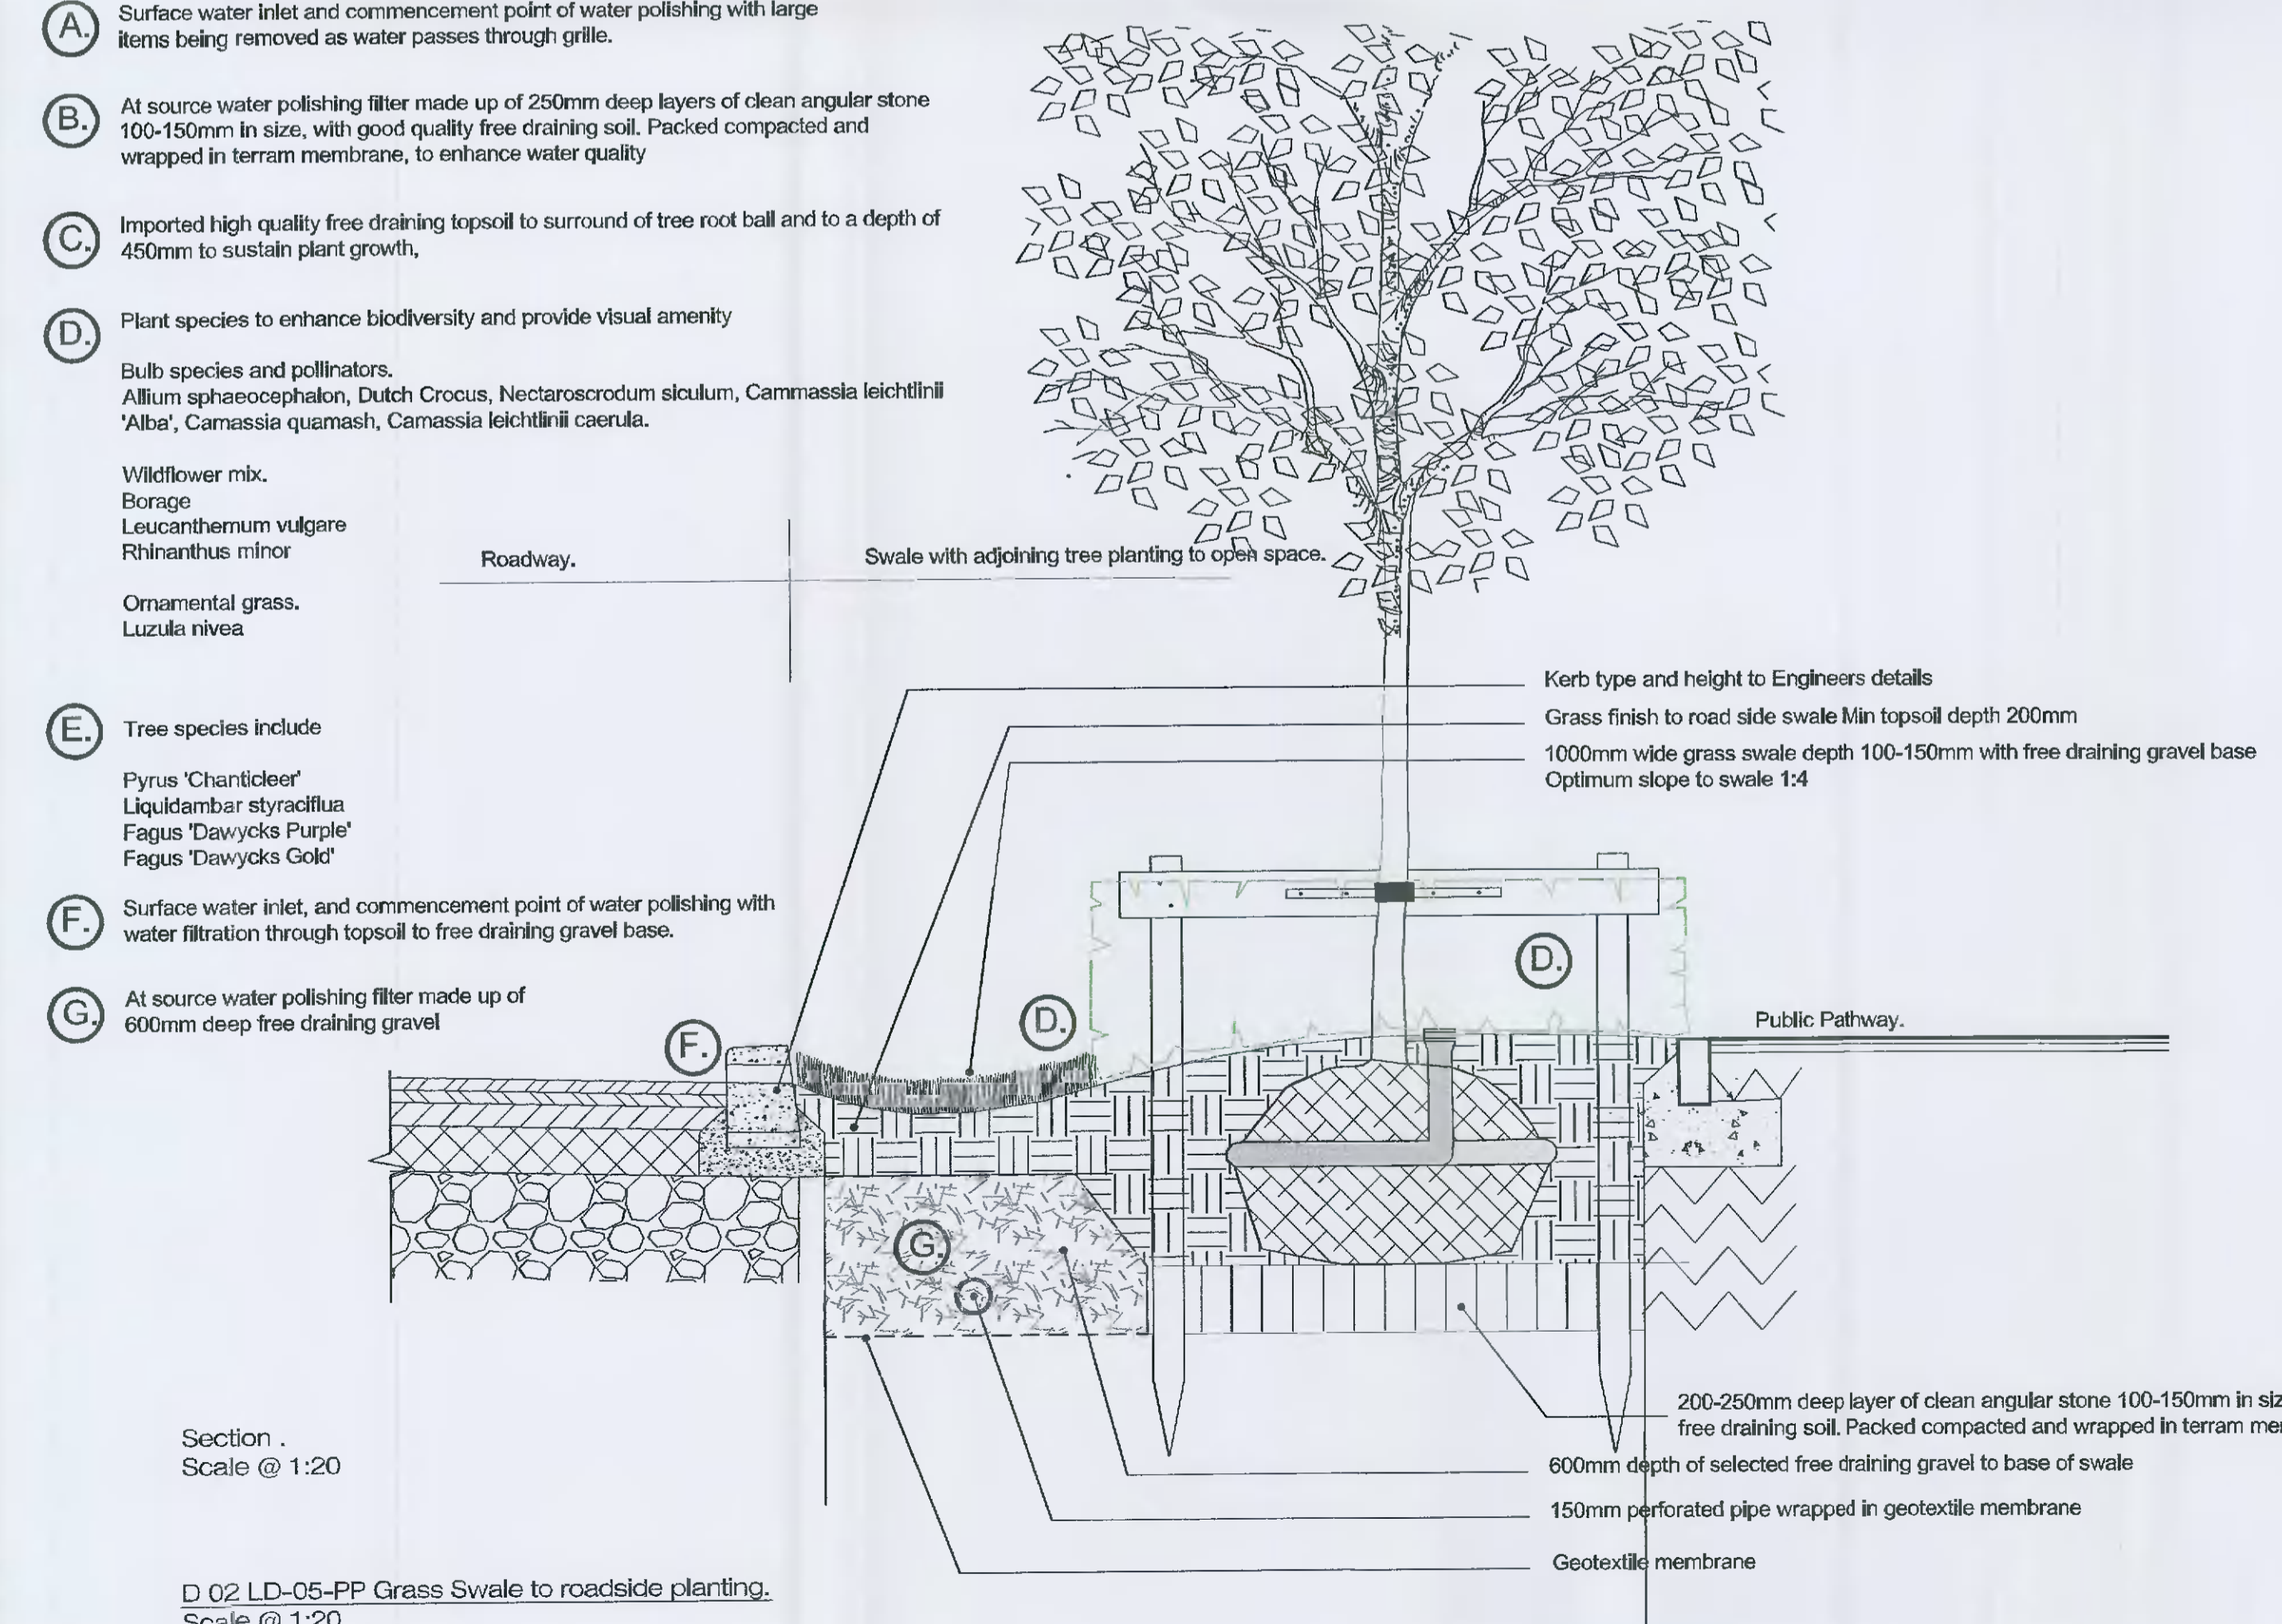 A.
Surface water inlet and commencement point of water polishing with large
items being removed as water passes through grille.
B.
At source water polishing filter made up of 250mm deep layers of clean angular stone
100-150mm in size, with good quality free draining soil. Packed compacted and
wrapped in terram membrane, to enhance water quality
C.
Imported high quality free draining topsoil to surround of tree root ball and to a depth of
450mm to sustain plant growth,
D.
Plant species to enhance biodiversity and provide visual amenity
Bulb species and pollinators.
Allium sphaeocephalon, Dutch Crocus, Nectaroscrodum siculum, Cammassia leichtlinii
'Alba', Camassia quamash, Camassia leichtlinii caerula.
Wildflower mix.
Borage
Leucanthemum vulgare
Rhinanthus minor
Ornamental grass.
Luzula nivea
Roadway.
Swale with adjoining tree planting to open space.
E.
Tree species include
Pyrus 'Chanticleer'
Liquidambar styraciflua
Fagus 'Dawycks Purple'
Fagus 'Dawycks Gold'
F.
Surface water inlet, and commencement point of water polishing with
water filtration through topsoil to free draining gravel base.
G.
At source water polishing filter made up of
600mm deep free draining gravel
Kerb type and height to Engineers details
Grass finish to road side swale Min topsoil depth 200mm
1000mm wide grass swale depth 100-150mm with free draining gravel base
Optimum slope to swale 1:4
D.
D.
F.
Public Pathway.
G.
200-250mm deep layer of clean angular stone 100-150mm in siz
free draining soil. Packed compacted and wrapped in terram me
600mm depth of selected free draining gravel to base of swale
150mm perforated pipe wrapped in geotextile membrane
Geotextile membrane
Section .
Scale @ 1:20
D 02 LD-05-PP Grass Swale to roadside planting.
Scale @ 1:20